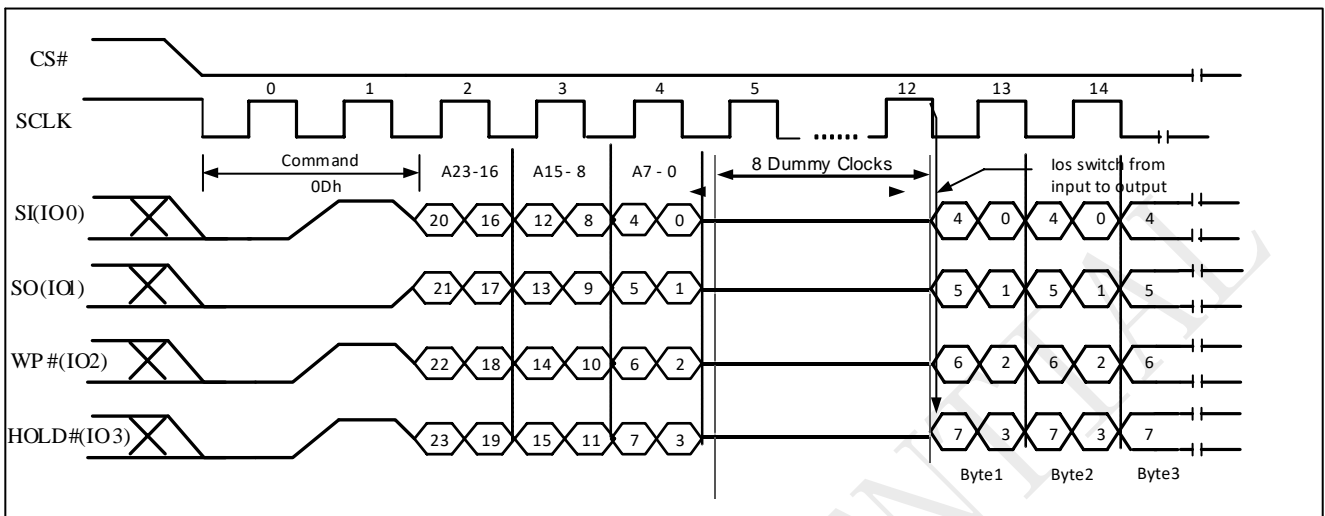 CS#
0 1 2 3 4 5 12 13 14
SCLK
Command
0Dh
A23-16 A15-8 A7-0
8 Dummy Clocks
Ios switch from
input to output
SI(IO0) 20 16 12 8 4 0 4 0 4 0 4
SO(IO1) 21 17 13 9 5 1 5 1 5 1 5
WP#(IO2) 22 18 14 10 6 2 6 2 6 2 6
HOLD#(IO3) 23 19 15 11 7 3 7 3 7 3 7
Byte1 Byte2 Byte3